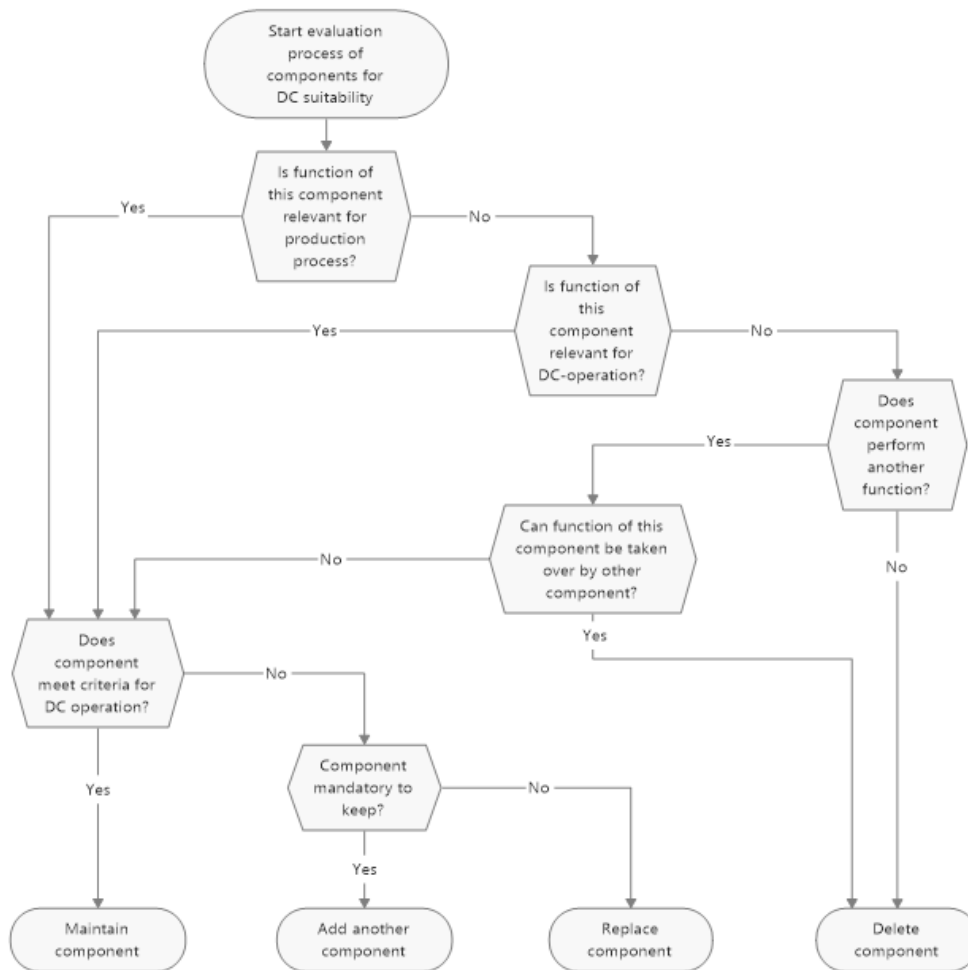 Start evaluation
process of
components for
DC suitability
Is function of
this component
relevant for
production
process?
Yes
No
Is function of
this
component
relevant for
DC-operation?
Yes
No
Does
component
perform
another
function?
Yes
No
Can function of this
component be taken
over by other
component?
No
Yes
Does
component
meet criteria for
DC operation?
No
Yes
Component
mandatory to
keep?
No
Yes
Maintain
component
Add another
component
Replace
component
Delete
component